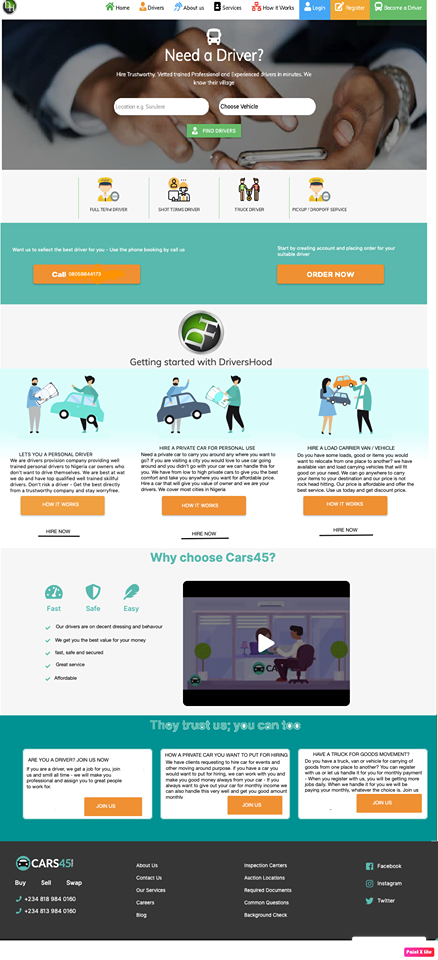 Home Drivers About us Services How it Works Login Register Become a Driver
Need a Driver?
Hire Trustworthy, Vetted trained Professional and Experienced drivers in minutes. We
know their village
Location e.g. Surulere Choose Vehicle
FIND DRIVERS
FULL TERM DRIVER SHOT TERMS DRIVER TRUCK DRIVER PICKUP / DROPOFF SERVICE
Want us to select the best driver for you - Use the phone booking by call us
Start by creating account and placing order for your
suitable driver
Call 08058844173 ORDER NOW
DH
Getting started with DriversHood
LETS YOU A PERSONAL DRIVER
We are drivers provision company providing well
trained personal drivers to Nigeria car owners who
don't want to drive themselves. We are best at wat
we do and have top qualified well trained skilful
drivers. Don't risk a driver - Get the best directly
from a trustworthy company and stay worryfree.
HOW IT WORKS
HIRE NOW
HIRE A PRIVATE CAR FOR PERSONAL USE
Need a private car to carry you around any where you want to
go? if you are visiting a city you would love to use car going
around and you didn't go with your car we can handle this for
you. We have from low to high private cars to give you the best
comfort and take you anywhere you want for affordable price.
Hire a car that will give you value of owner and we are your
drivers. We cover most cities in Nigeria
HOW IT WORKS
HIRE NOW
HIRE A LOAD CARRIER VAN / VEHICLE
Do you have some loads, good or items you want
to relocate from one place to another? we have
available van and load carrying vehicles that will fit
good on your need. We can go anywhere to carry
your items to your destination and our price is not
rock head hitting. Our price is affordable and offer the
best service. Use us today and get discount price.
HOW IT WORKS
HIRE NOW
Why choose Cars45?
Fast Safe Easy
Our drivers are on decent dressing and behavour
We get you the best value for your money
fast, safe and secured
Great service
Affordable
CARS45
They trust us; you can too
ARE YOU A DRIVER? JOIN US NOW
If you are a driver, we gat a job for you, join
us and smill all time - we will make you
professional and assign you to great people
to work for.
JOIN US
HOW A PRIVATE CAR YOU WANT TO PUT FOR HIRING
We have clients requesting to hire car for events and
other moving around purpose. if you have a car you
would want to put for hiring, we can work with you and
make you good money always from your car - If you
always want to give out your car for monthly income we
can also handle this very well and get you good amount
monthly
JOIN US
HAVE A TRUCK FOR GOODS MOVEMENT?
Do you have a truck, van or vehicle for carrying of
goods from one place to another? You can register
with us or let us handle it for you for monthly payment
- When you register with us, you will be getting more
jobs daily. When we handle it for you we will be
paying your monthly, whatever the choice is. Join us
JOIN US
CARS45
Buy Sell Swap
+234 818 984 0160
+234 813 984 0160
About Us
Contact Us
Our Services
Careers
Blog
Inspection Centers
Auction Locations
Required Documents
Common Questions
Background Check
Facebook
Instagram
Twitter
Paint X lite